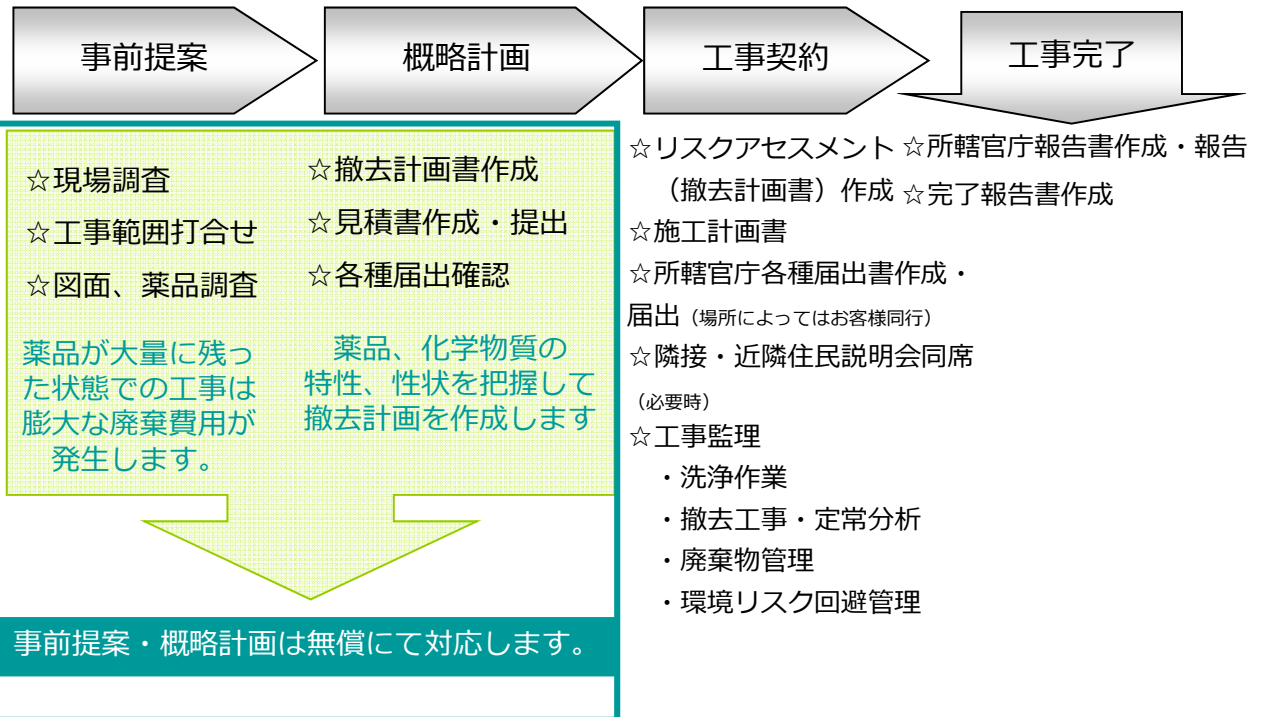 事前提案
概略計画
工事契約
工事完了
☆現場調査
☆工事範囲打合せ
☆図面、薬品調査
薬品が大量に残っ
た状態での工事は
膨大な廃棄費用が
発生します。
☆撤去計画書作成
☆見積書作成・提出
☆各種届出確認
薬品、化学物質の
特性、性状を把握して
撤去計画を作成します
事前提案・概略計画は無償にて対応します。
☆リスクアセスメント
（撤去計画書）作成
☆施工計画書
☆所轄官庁各種届出書作成・
届出（場所によってはお客様同行）
☆隣接・近隣住民説明会同席
（必要時）
☆工事監理
・洗浄作業
・撤去工事・定常分析
・廃棄物管理
・環境リスク回避管理
☆所轄官庁報告書作成・報告
☆完了報告書作成